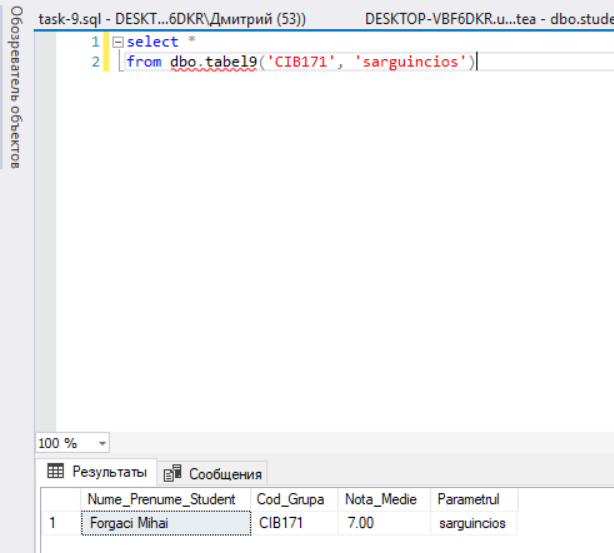 Обозреватель объектов
task-9.sql - DESKT...6DKR\Дмитрий (53))
DESKTOP-VBF6DKR.u...tea - dbo.stude
1 select *
2 from dbo.tabel9('CIB171', 'sarguincios')
100 %
Результаты Сообщения
Nume_Prenume_Student Cod_Grupa Nota_Medie Parametrul
1 Forgaci Mihai CIB171 7.00 sarguincios